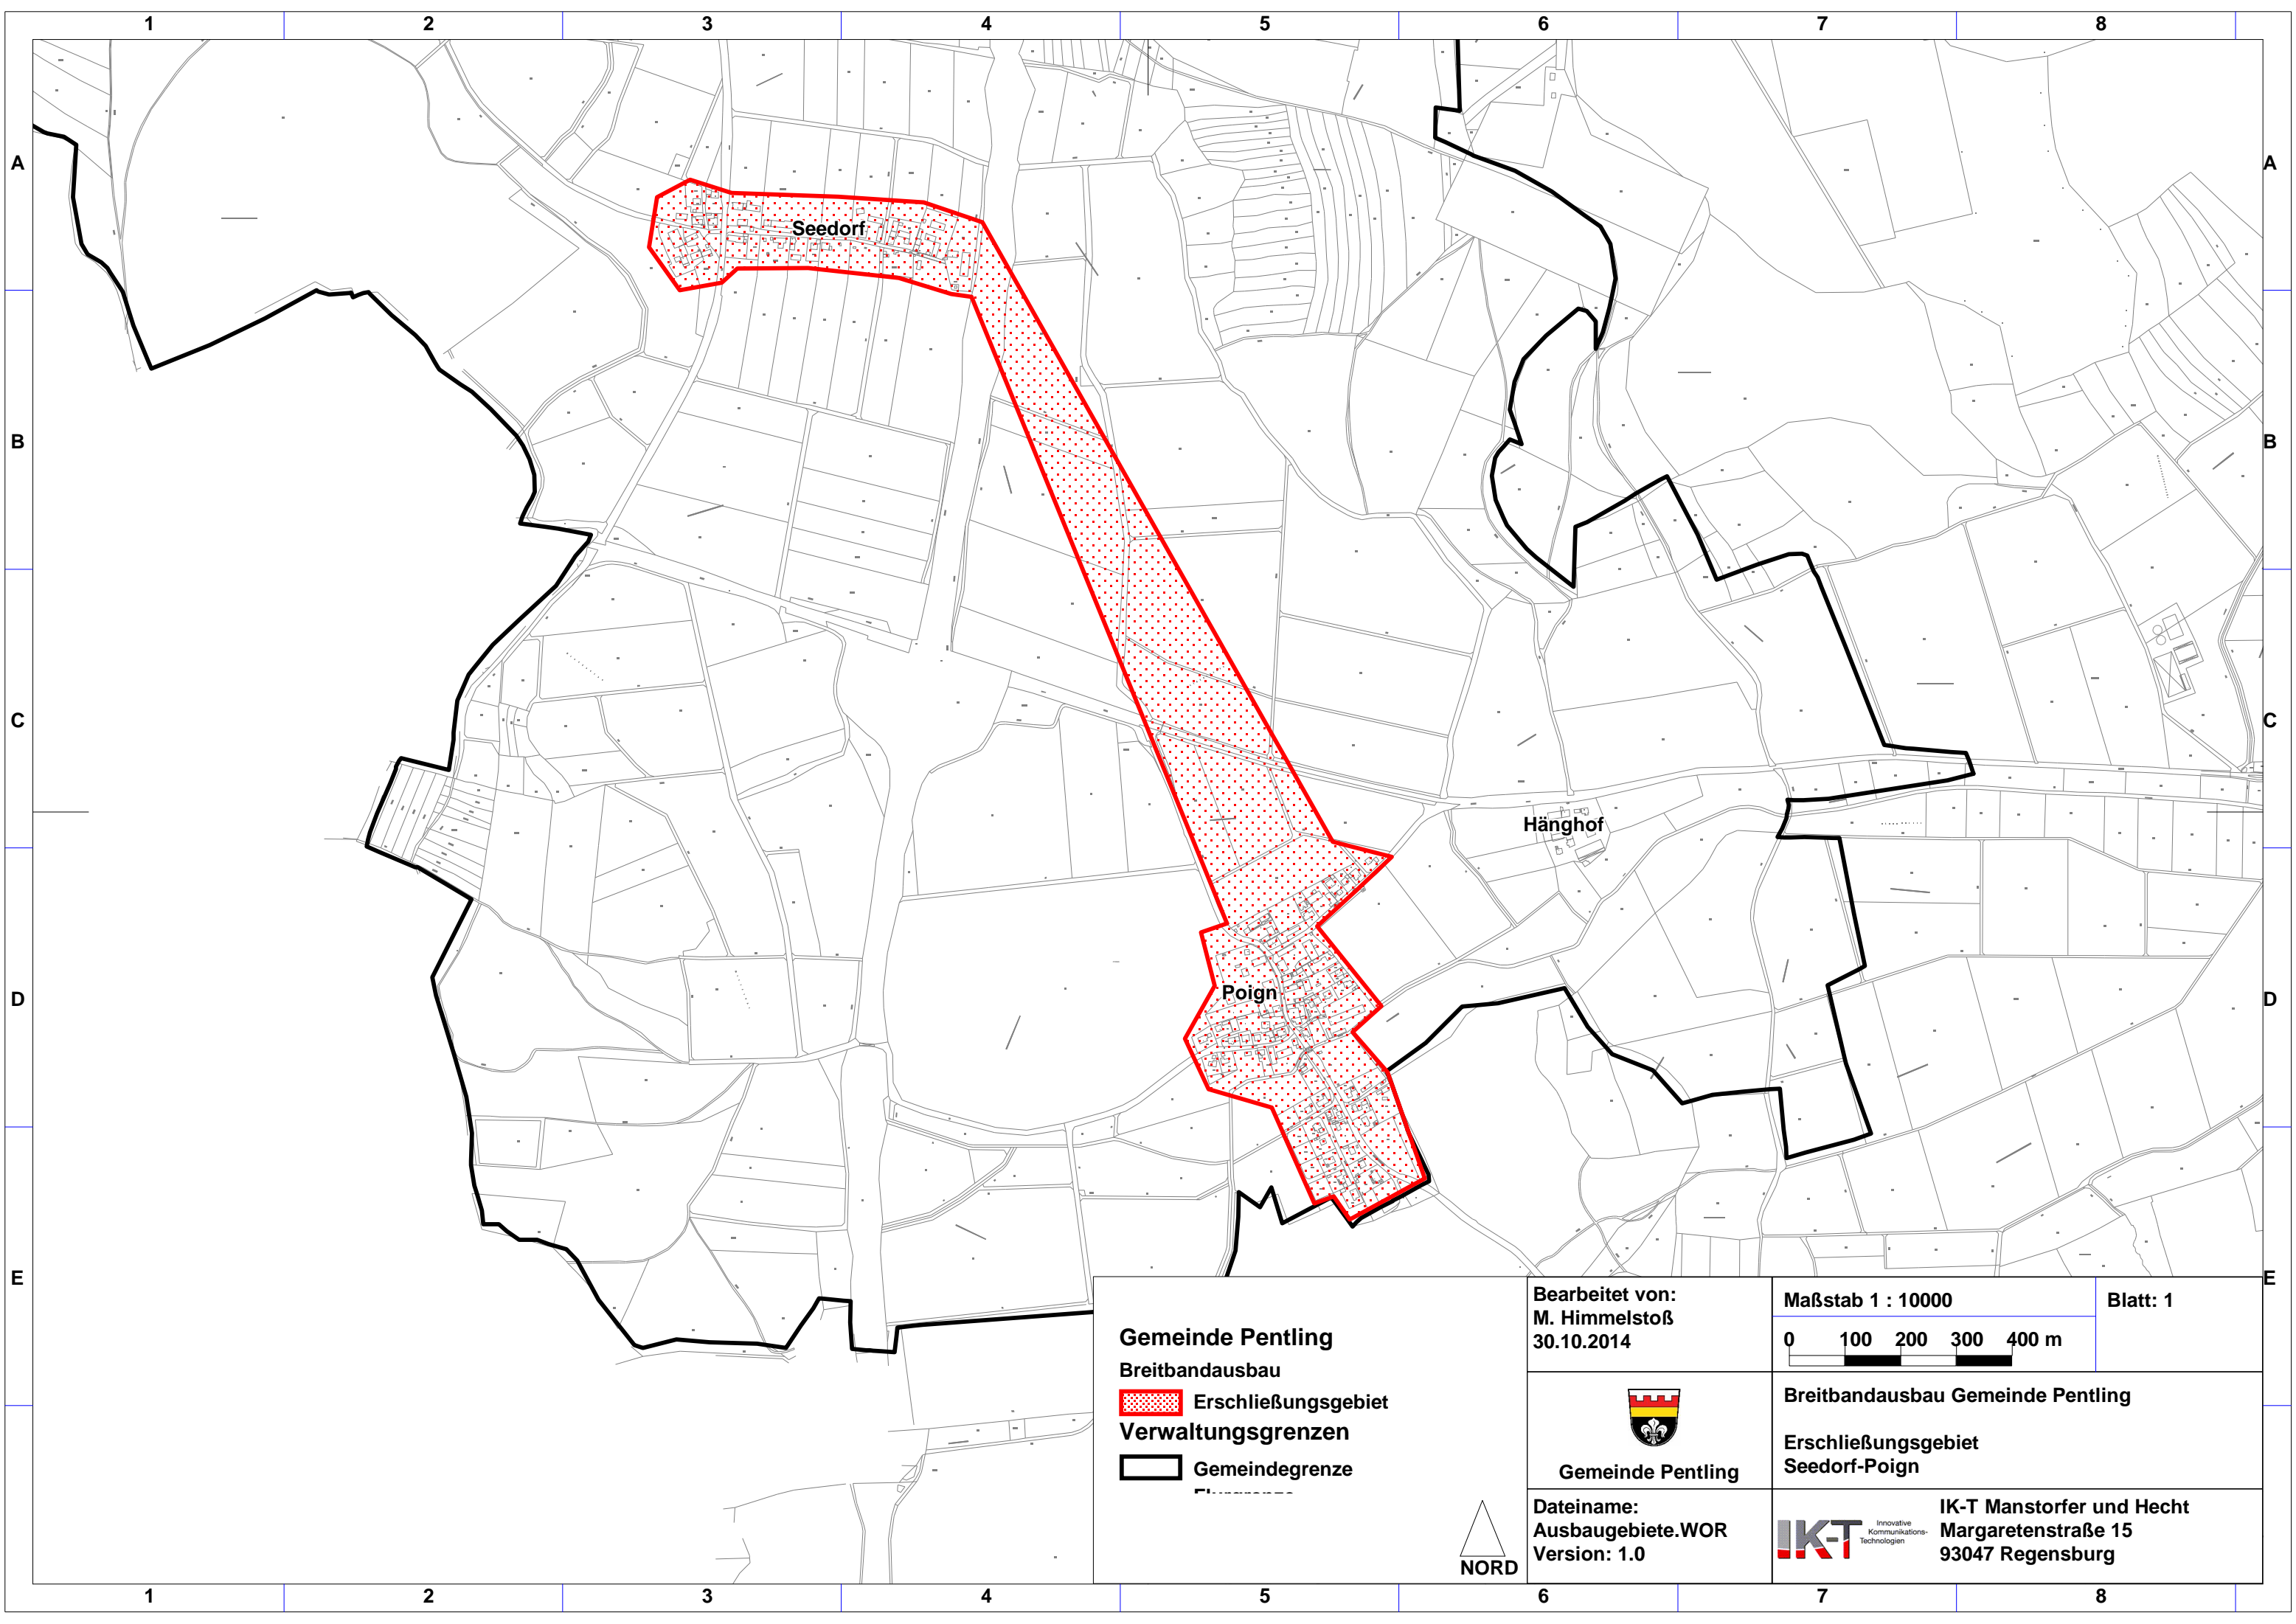 1 2 3 4 5 6 7 8
A A
Seedorf
B B
C C
Hänghof
D D
Poign
E E
Gemeinde Pentling
Breitbandausbau
Erschließungsgebiet
Verwaltungsgrenzen
Gemeindegrenze
NORD
Bearbeitet von:
M. Himmelstoß
30.10.2014
Maßstab 1 : 10000
0 100 200 300 400 m
Blatt: 1
Gemeinde Pentling
Breitbandausbau Gemeinde Pentling
Erschließungsgebiet
Seedorf-Poign
Dateiname:
Ausbaugebiete.WOR
Version: 1.0
IK-T
Innovative
Kommunikations-
Technologien
IK-T Manstorfer und Hecht
Margaretenstraße 15
93047 Regensburg
1 2 3 4 5 6 7 8